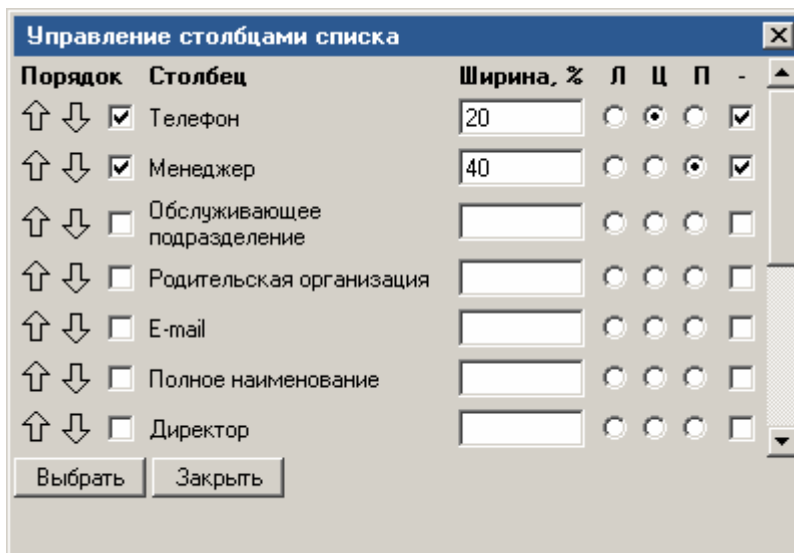 Управление столбцами списка
Порядок Столбец Ширина, % Л Ц П -
Телефон 20
Менеджер 40
Обслуживающее
подразделение
Родительская организация
E-mail
Полное наименование
Директор
Выбрать Закрыть